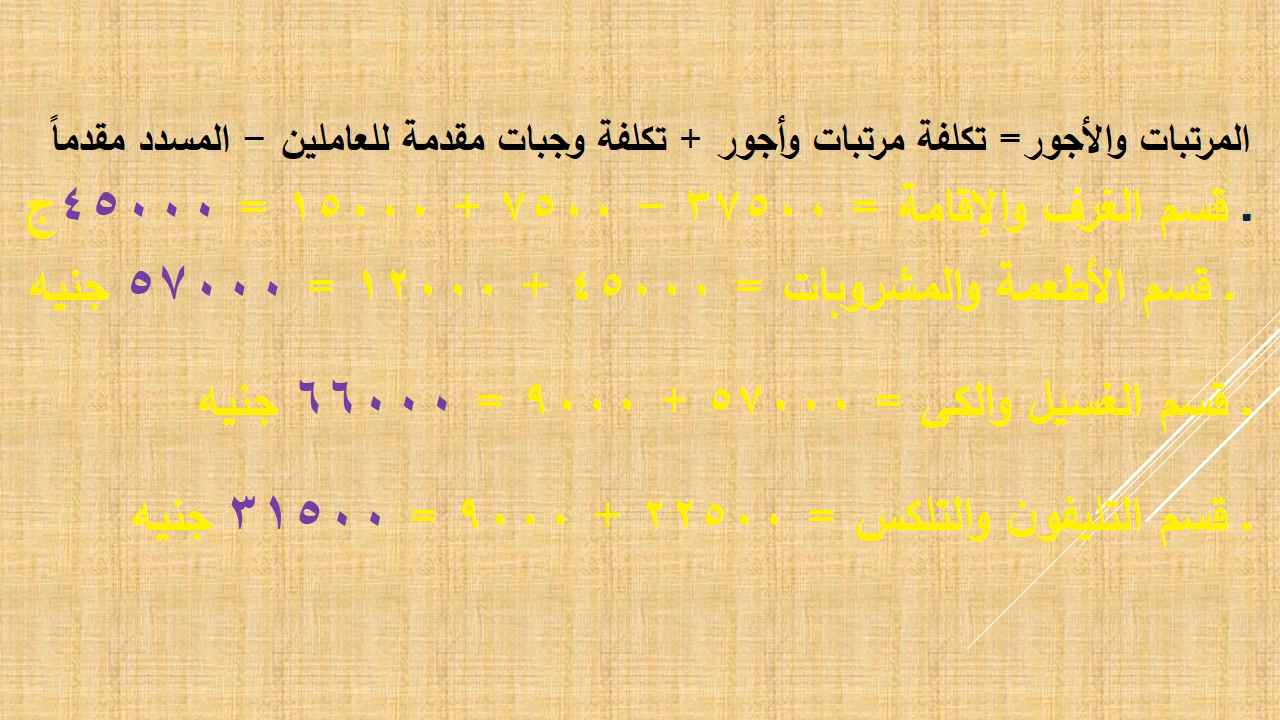 المرتبات والأجور = تكلفة مرتبات وأجور + تكلفة وجبات مقدمة للعاملين – المسدد مقدماً
. قسم الغرف والإقامة = ٣٧٥٠٠ – ٧٥٠٠ + ١٥٠٠٠ = ٤٥٠٠٠ج
. قسم الأطعمة والمشروبات = ٤٥٠٠٠ + ١٢٠٠٠ = ٥٧٠٠٠ جنيه
. قسم الغسيل والكى = ٥٧٠٠٠ + ٩٠٠٠ = ٦٦٠٠٠ جنيه
. قسم التليفون والتلكس = ٢٢٥٠٠ + ٩٠٠٠ = ٣١٥٠٠ جنيه